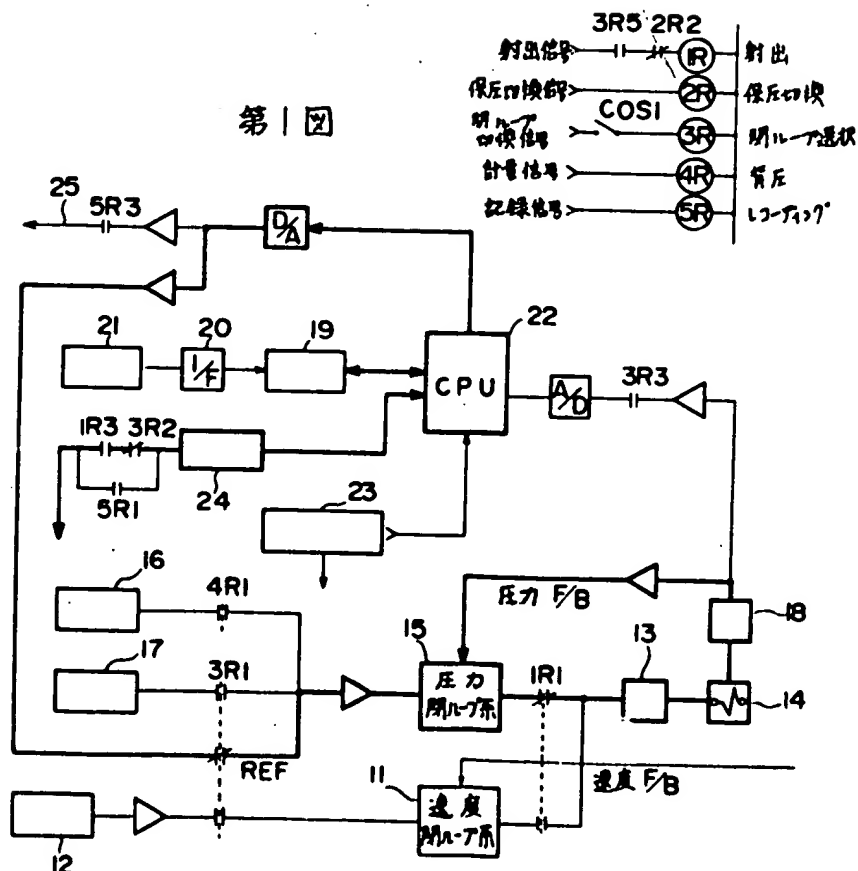 3R5 2R2
射出信号 1R 射出
保圧切換信号 2R 保圧切換
閉ループ切換信号 COS1 3R 閉ループ選択
計量信号 4R 背圧
記録信号 5R レコーディング
第1図
25 5R3 D/A
21 20 19 22
I/F CPU A/D 3R3
1R3 3R2
24
5R1 23
16 4R1 圧力 F/B
18
15 13
17 3R1 圧力閉ループ系 1R1
14
REF
11 速度 F/B
速度閉ループ系
12